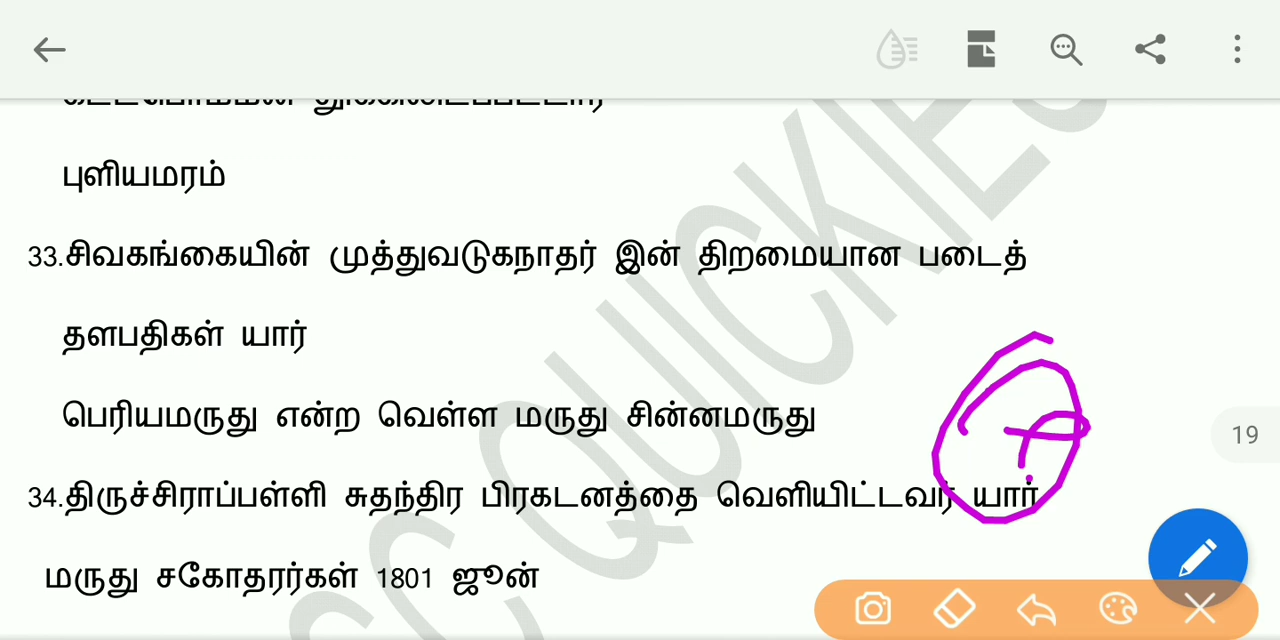 புளியமரம்
33.சிவகங்கையின் முத்துவடுகநாதர் இன் திறமையான படைத்
தளபதிகள் யார்
பெரியமருது என்ற வெள்ள மருது சின்னமருது
19
34.திருச்சிராப்பள்ளி சுதந்திர பிரகடனத்தை வெளியிட்டவர் யார்
மருது சகோதரர்கள் 1801 ஜூன்
QUICKIES